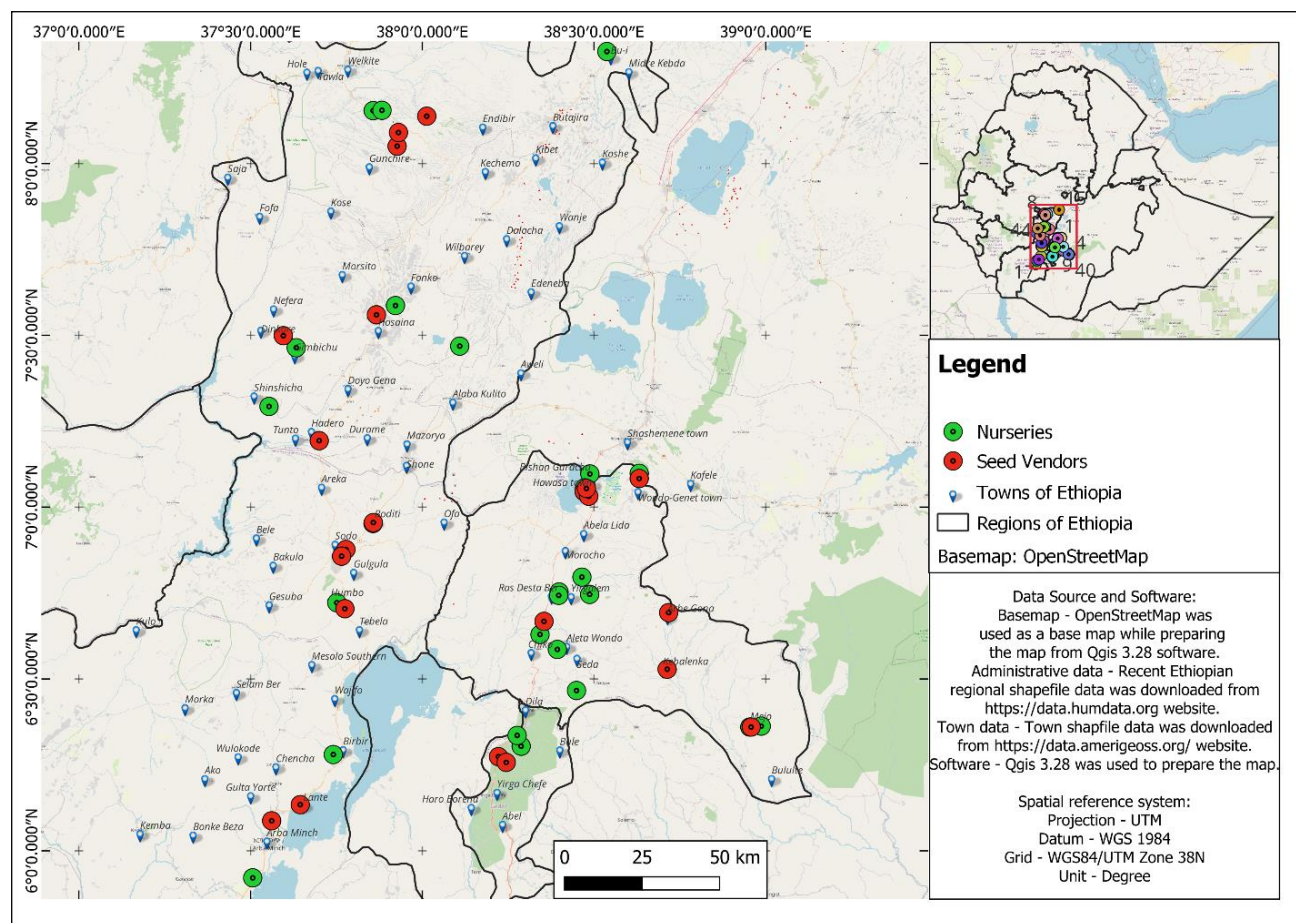 37°0'0.000"E
37°30'0.000"E
38°0'0.000"E
38°30'0.000"E
39°0'0.000"E
8°0'0.000"N
7°30'0.000"N
7°0'0.000"N
6°30'0.000"N
6°0'0.000"N
Hole
Welkite
Midre Kebda
Endibir
Butajira
Gunchire
Kechemo
Kibet
Koshe
Saja
Fofa
Kose
Wanje
Dalocha
Wilbarey
Morsito
Fonko
Edeneba
Nefera
Hosaina
Shinshicho
Doyo Gena
Aweli
Alaba Kulito
Tunto
Hadero
Durame
Mazorya
Shone
Shashemene town
Kofele
Wondo-Genet town
Areka
Boditi
Ofa
Bele
Sodo
Abela Lida
Bakulo
Gulgula
Morocho
Gesuba
Humbo
Kulo
Tebela
Aleta Wondo
Mesolo Southern
Selam Ber
Wajifo
Morka
Dila
Mejo
Wulokode
Birbir
Bule
Ako
Chencha
Bulute
Gulta Yorte
Yirga Chefe
Haro Borena
Lante
Abel
Kemba
Bonke Beza
Arba Minch
0 25 50 km
Legend
Nurseries
Seed Vendors
Towns of Ethiopia
Regions of Ethiopia
Basemap: OpenStreetMap
Data Source and Software:
Basemap - OpenStreetMap was
used as a base map while preparing
the map from Qgis 3.28 software.
Administrative data - Recent Ethiopian
regional shapefile data was downloaded from
https://data.humdata.org website.
Town data - Town shapfile data was downloaded
from https://data.amerigeoss.org/ website.
Software - Qgis 3.28 was used to prepare the map.
Spatial reference system:
Projection - UTM
Datum - WGS 1984
Grid - WGS84/UTM Zone 38N
Unit - Degree